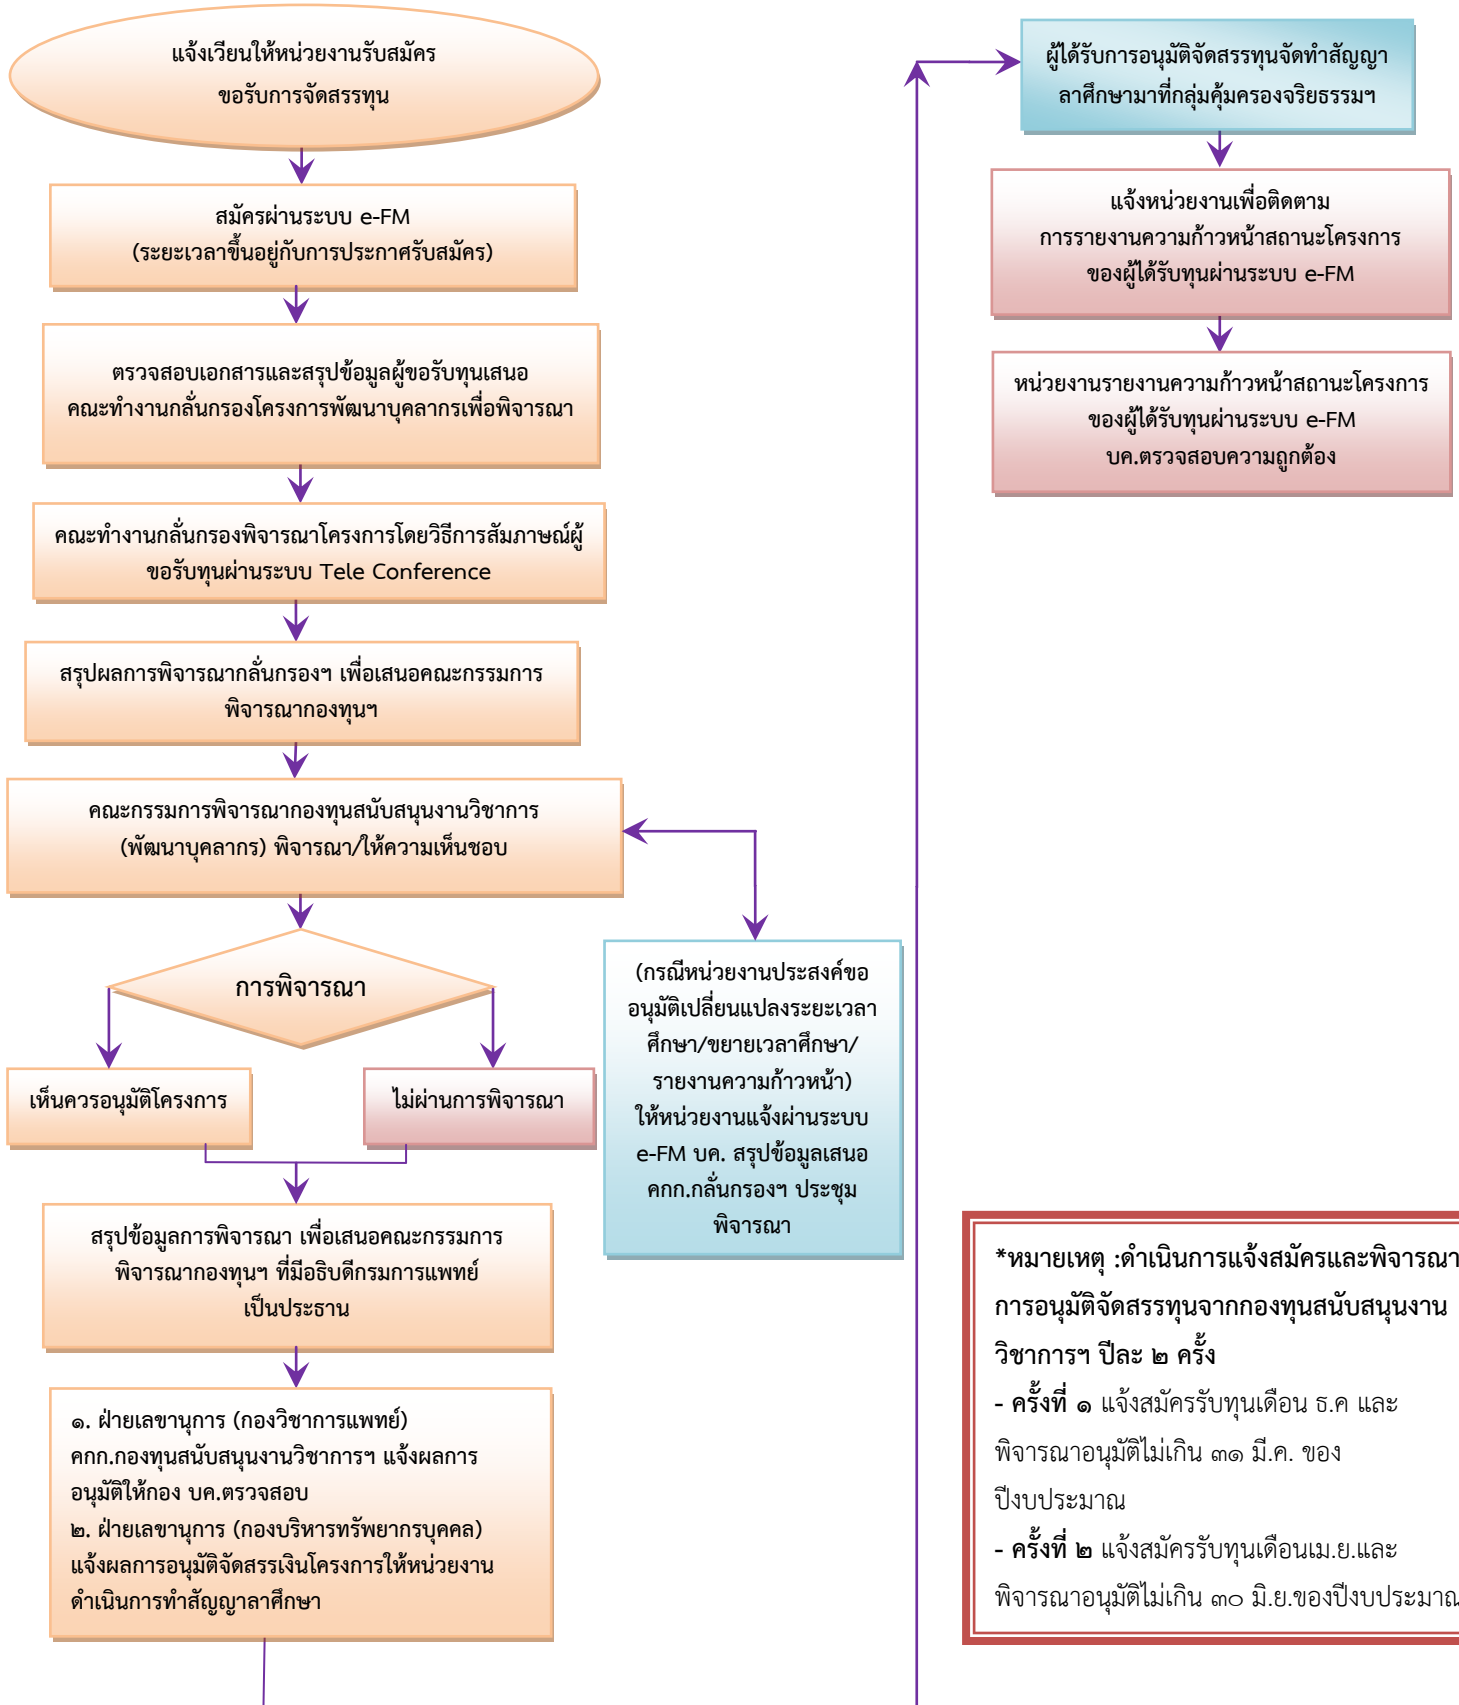 แจ้งเวียนให้หน่วยงานรับสมัคร
ขอรับการจัดสรรทุน
สมัครผ่านระบบ e-FM
(ระยะเวลาขึ้นอยู่กับการประกาศรับสมัคร)
ตรวจสอบเอกสารและสรุปข้อมูลผู้ขอรับทุนเสนอ
คณะทำงานกลั่นกรองโครงการพัฒนาบุคลากรเพื่อพิจารณา
คณะทำงานกลั่นกรองพิจารณาโครงการโดยวิธีการสัมภาษณ์ผู้
ขอรับทุนผ่านระบบ Tele Conference
สรุปผลการพิจารณากลั่นกรองฯ เพื่อเสนอคณะกรรมการ
พิจารณากองทุนฯ
คณะกรรมการพิจารณากองทุนสนับสนุนงานวิชาการ
(พัฒนาบุคลากร) พิจารณา/ให้ความเห็นชอบ
การพิจารณา
เห็นควรอนุมัติโครงการ
ไม่ผ่านการพิจารณา
สรุปข้อมูลการพิจารณา เพื่อเสนอคณะกรรมการ
พิจารณากองทุนฯ ที่มีอธิบดีกรมการแพทย์
เป็นประธาน
๑. ฝ่ายเลขานุการ (กองวิชาการแพทย์)
คกก.กองทุนสนับสนุนงานวิชาการฯ แจ้งผลการ
อนุมัติให้กอง บค.ตรวจสอบ
๒. ฝ่ายเลขานุการ (กองบริหารทรัพยากรบุคคล)
แจ้งผลการอนุมัติจัดสรรเงินโครงการให้หน่วยงาน
ดำเนินการทำสัญญาลาศึกษา
(กรณีหน่วยงานประสงค์ขอ
อนุมัติเปลี่ยนแปลงระยะเวลา
ศึกษา/ขยายเวลาศึกษา/
รายงานความก้าวหน้า)
ให้หน่วยงานแจ้งผ่านระบบ
e-FM บค. สรุปข้อมูลเสนอ
คกก.กลั่นกรองฯ ประชุม
พิจารณา
ผู้ได้รับการอนุมัติจัดสรรทุนจัดทำสัญญา
ลาศึกษามาที่กลุ่มคุ้มครองจริยธรรมฯ
แจ้งหน่วยงานเพื่อติดตาม
การรายงานความก้าวหน้าสถานะโครงการ
ของผู้ได้รับทุนผ่านระบบ e-FM
หน่วยงานรายงานความก้าวหน้าสถานะโครงการ
ของผู้ได้รับทุนผ่านระบบ e-FM
บค.ตรวจสอบความถูกต้อง
*หมายเหตุ :ดำเนินการแจ้งสมัครและพิจารณา
การอนุมัติจัดสรรทุนจากกองทุนสนับสนุนงาน
วิชาการฯ ปีละ ๒ ครั้ง
- ครั้งที่ ๑ แจ้งสมัครรับทุนเดือน ธ.ค และ
พิจารณาอนุมัติไม่เกิน ๓๑ มี.ค. ของ
ปีงบประมาณ
- ครั้งที่ ๒ แจ้งสมัครรับทุนเดือนเม.ย.และ
พิจารณาอนุมัติไม่เกิน ๓๐ มิ.ย.ของปีงบประมาณ